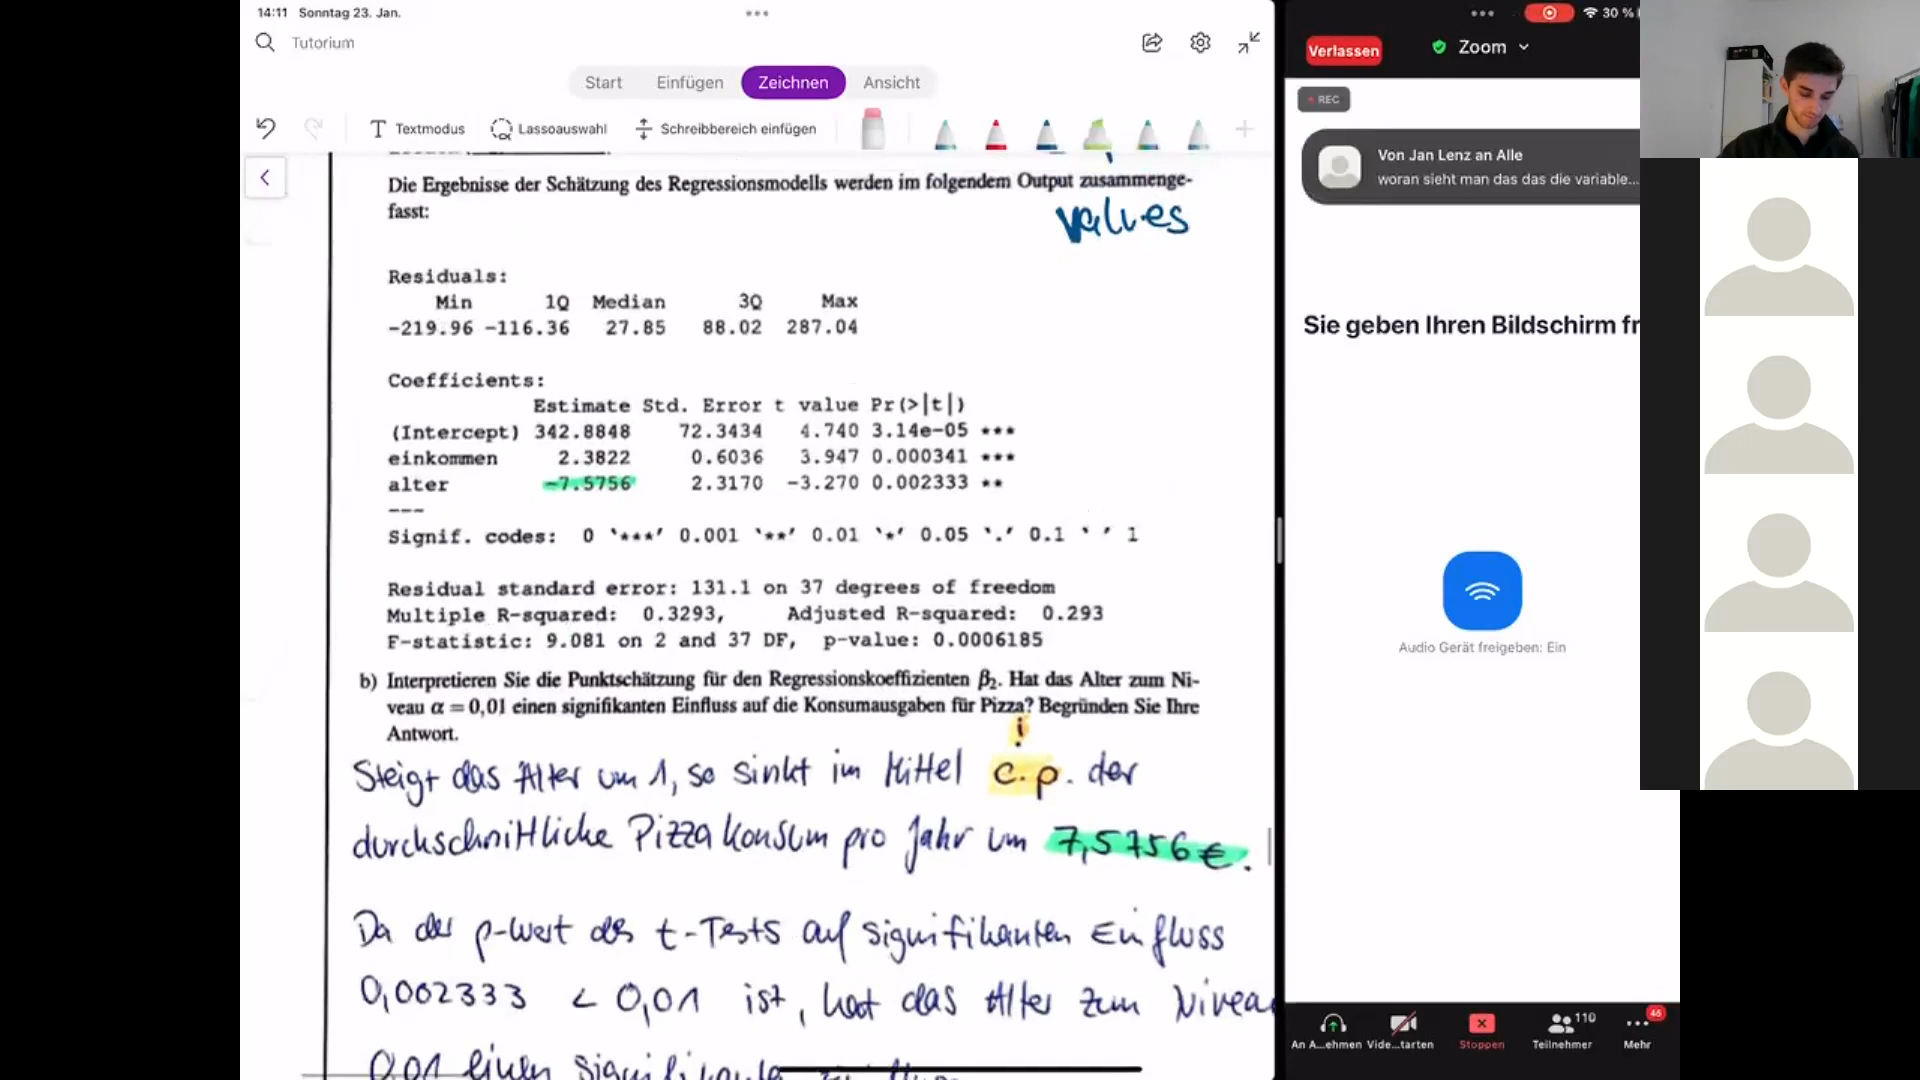 14:11 Sonntag 23. Jan.
Tutorium
Start Einfügen Zeichnen Ansicht
Textmodus Lassoauswahl Schreibbereich einfügen
Die Ergebnisse der Schätzung des Regressionsmodells werden im folgendem Output zusammenge-
fasst:
values
Residuals:
Min 1Q Median 3Q Max
-219.96 -116.36 27.85 88.02 287.04
Coefficients:
Estimate Std. Error t value Pr(>|t|)
(Intercept) 342.8848 72.3434 4.740 3.14e-05 ***
einkommen 2.3822 0.6036 3.947 0.000341 ***
alter -7.5756 2.3170 -3.270 0.002333 **
---
Signif. codes: 0 '***' 0.001 '**' 0.01 '*' 0.05 '.' 0.1 ' ' 1
Residual standard error: 131.1 on 37 degrees of freedom
Multiple R-squared: 0.3293, Adjusted R-squared: 0.293
F-statistic: 9.081 on 2 and 37 DF, p-value: 0.0006185
b) Interpretieren Sie die Punktschätzung für den Regressionskoeffizienten β₂. Hat das Alter zum Ni-
veau α = 0,01 einen signifikanten Einfluss auf die Konsumausgaben für Pizza? Begründen Sie Ihre
Antwort.
!
Steigt das Alter um 1, so sinkt im Mittel c.p. der
durchschnittliche Pizzakonsum pro Jahr um 7,5756€.
Da der p-Wert des t-Tests auf signifikanten Einfluss
0,002333 < 0,01 ist, hat das Alter zum Niveau
0,01 einen
30 %
Verlassen Zoom
REC
Von Jan Lenz an Alle
woran sieht man das das die variable...
Sie geben Ihren Bildschirm fr
Audio Gerät freigeben: Ein
110 46
An A...ehmen Vide...tarten Stoppen Teilnehmer Mehr